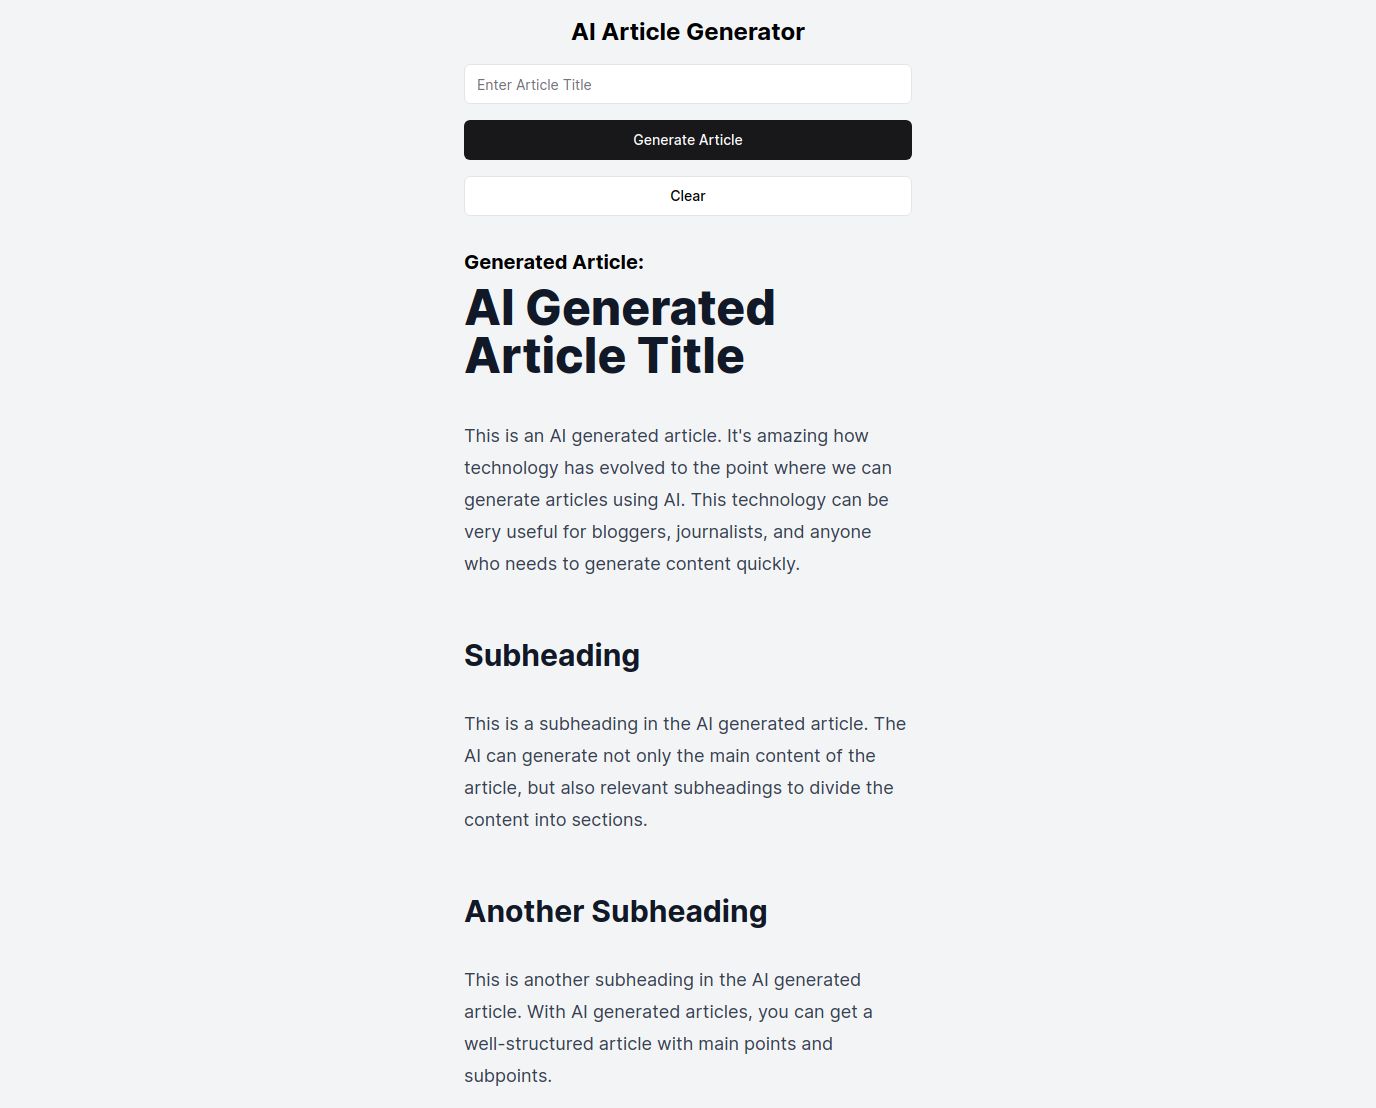 AI Article Generator
Enter Article Title
Generate Article
Clear
Generated Article:
AI Generated
Article Title
This is an AI generated article. It's amazing how
technology has evolved to the point where we can
generate articles using AI. This technology can be
very useful for bloggers, journalists, and anyone
who needs to generate content quickly.
Subheading
This is a subheading in the AI generated article. The
AI can generate not only the main content of the
article, but also relevant subheadings to divide the
content into sections.
Another Subheading
This is another subheading in the AI generated
article. With AI generated articles, you can get a
well-structured article with main points and
subpoints.